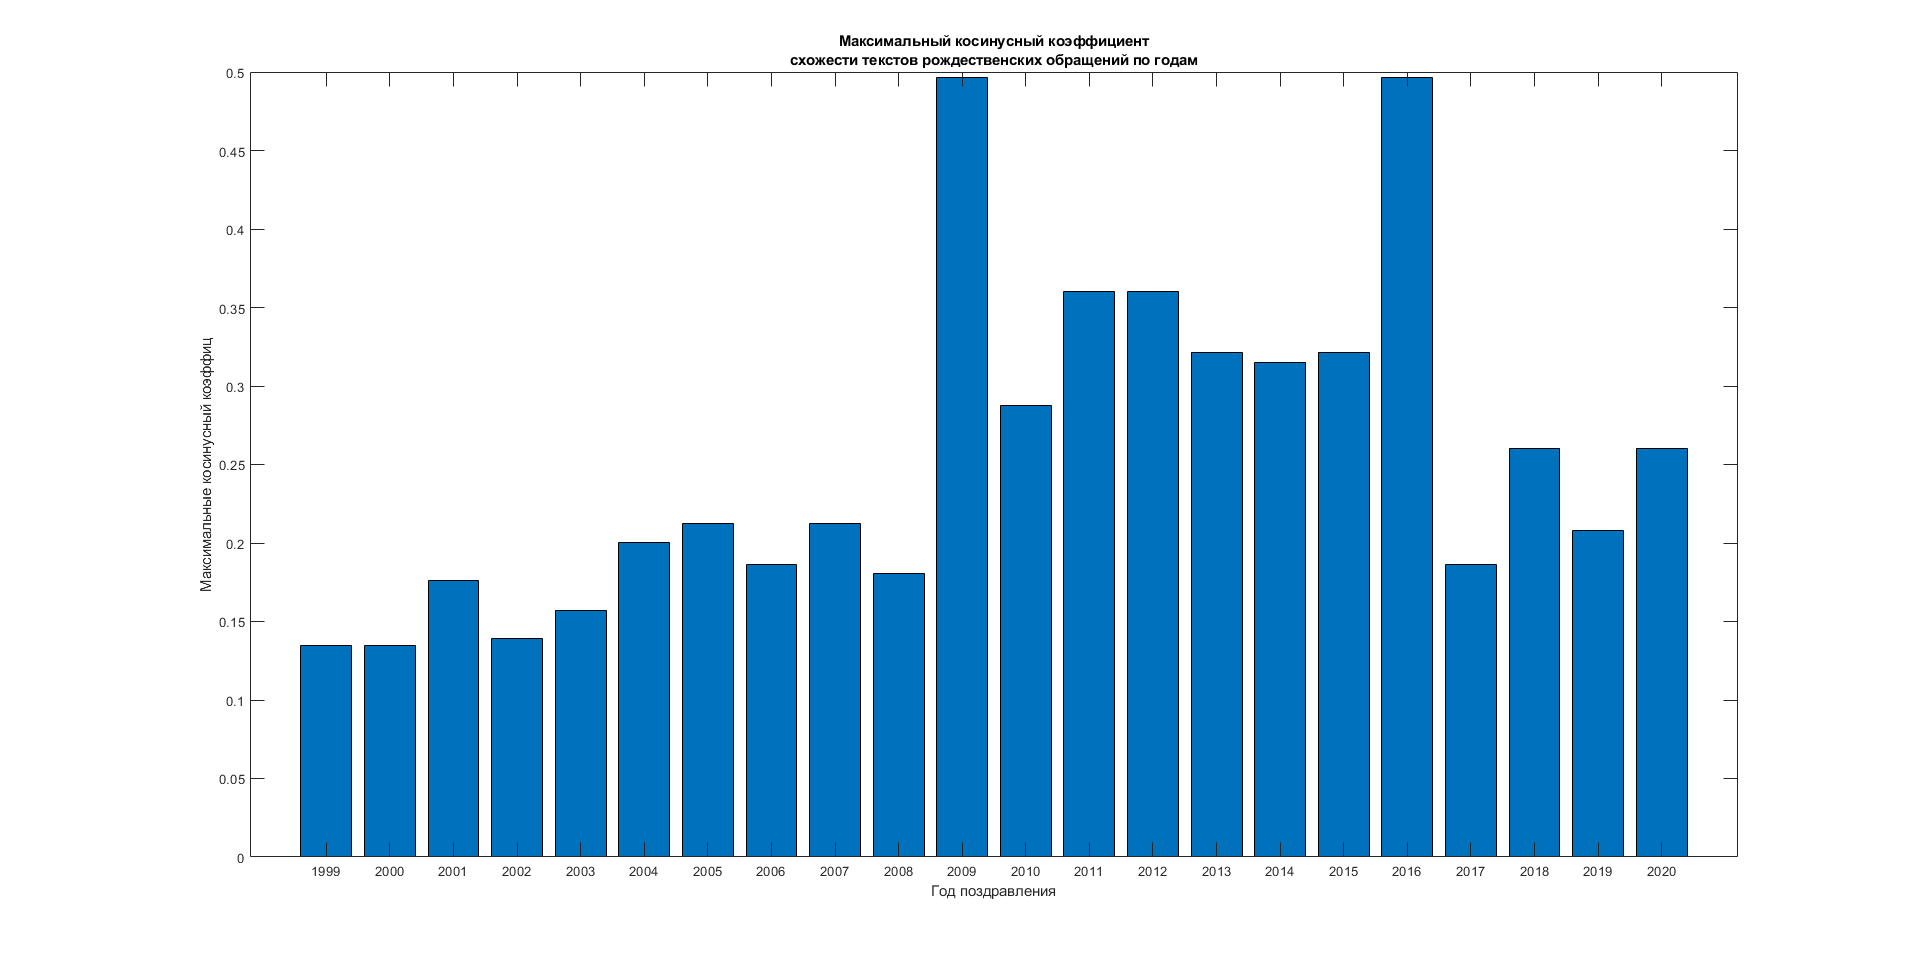 Максимальный косинусный коэффициент
схожести текстов рождественских обращений по годам
0.5
0.45
0.4
0.35
0.3
0.25
0.2
0.15
0.1
0.05
0
Максимальные косинусный коэффиц
1999 2000 2001 2002 2003 2004 2005 2006 2007 2008 2009 2010 2011 2012 2013 2014 2015 2016 2017 2018 2019 2020
Год поздравления